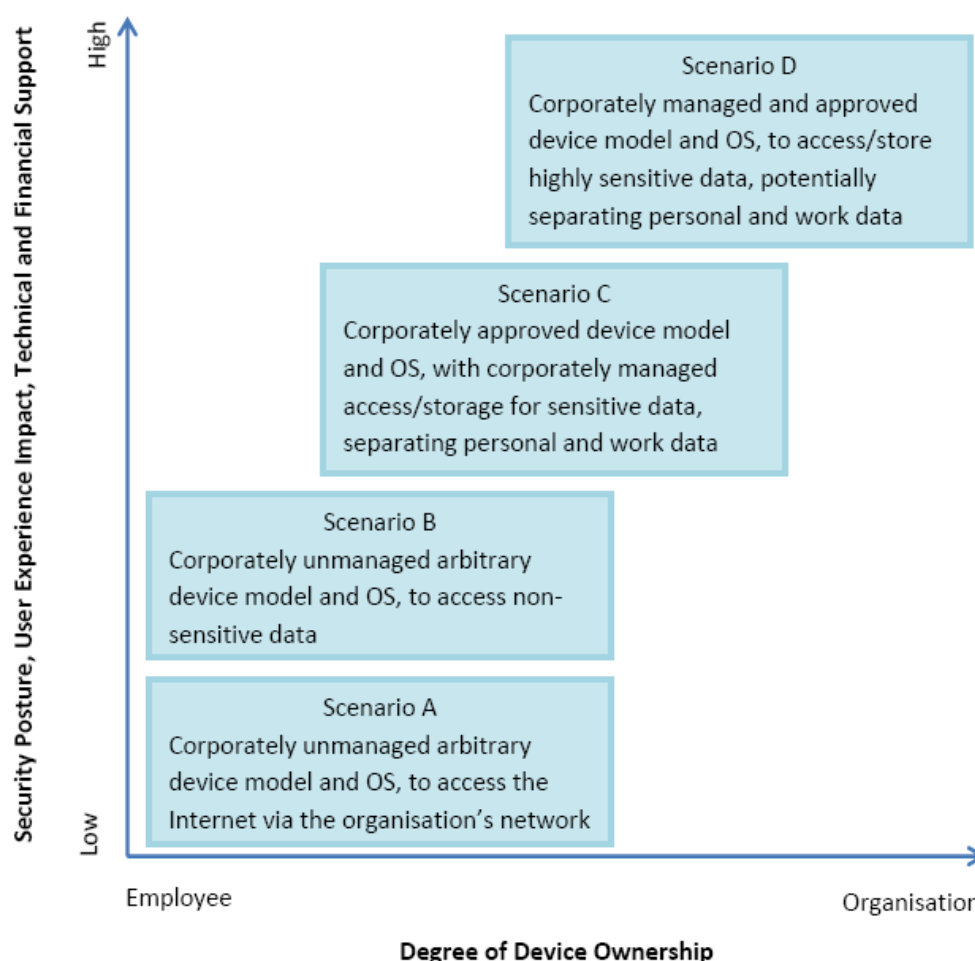 Security Posture, User Experience Impact, Technical and Financial Support
High
Low
Scenario D
Corporately managed and approved
device model and OS, to access/store
highly sensitive data, potentially
separating personal and work data
Scenario C
Corporately approved device model
and OS, with corporately managed
access/storage for sensitive data,
separating personal and work data
Scenario B
Corporately unmanaged arbitrary
device model and OS, to access non-
sensitive data
Scenario A
Corporately unmanaged arbitrary
device model and OS, to access the
Internet via the organisation's network
Employee
Organisation
Degree of Device Ownership